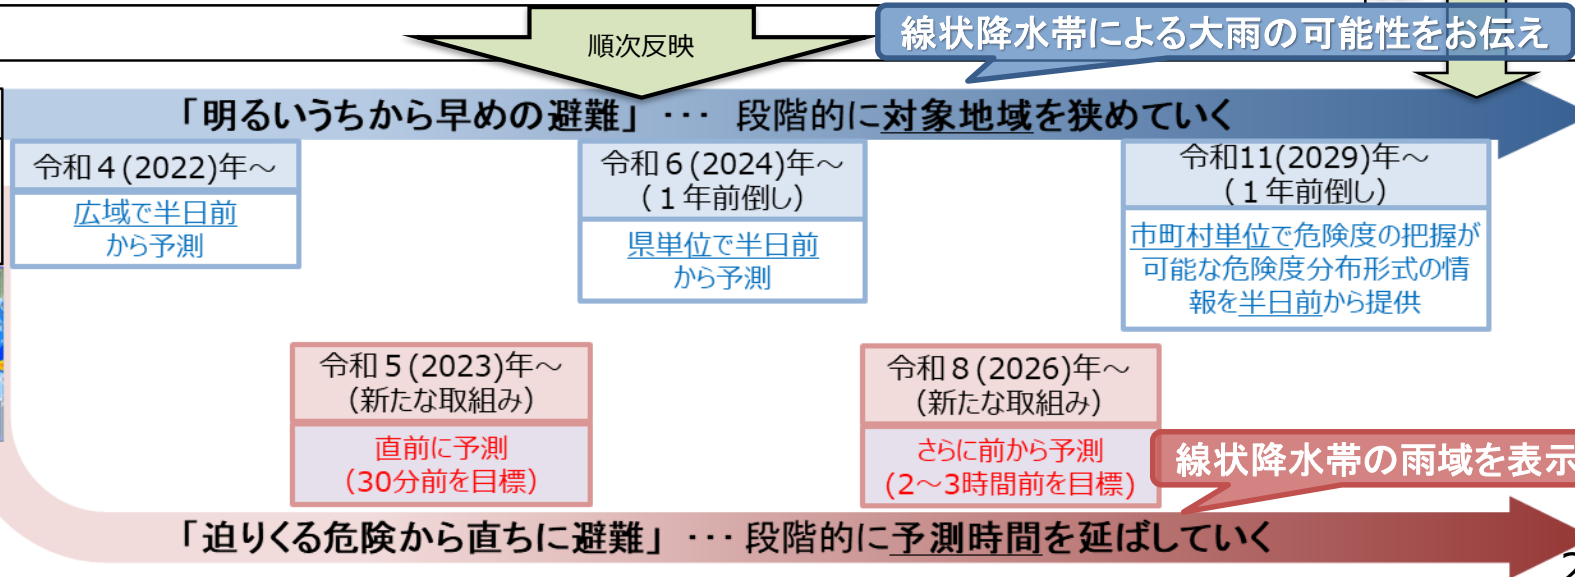 順次反映
線状降水帯による大雨の可能性をお伝え
「明るいうちから早めの避難」･･･ 段階的に対象地域を狭めていく
令和４(2022)年～
広域で半日前
から予測
令和６(2024)年～
（１年前倒し）
県単位で半日前
から予測
令和11(2029)年～
（１年前倒し）
市町村単位で危険度の把握が
可能な危険度分布形式の情
報を半日前から提供
令和５(2023)年～
（新たな取組み）
直前に予測
（30分前を目標）
令和８(2026)年～
（新たな取組み）
さらに前から予測
(2～3時間前を目標)
線状降水帯の雨域を表示
「迫りくる危険から直ちに避難」･･･ 段階的に予測時間を延ばしていく